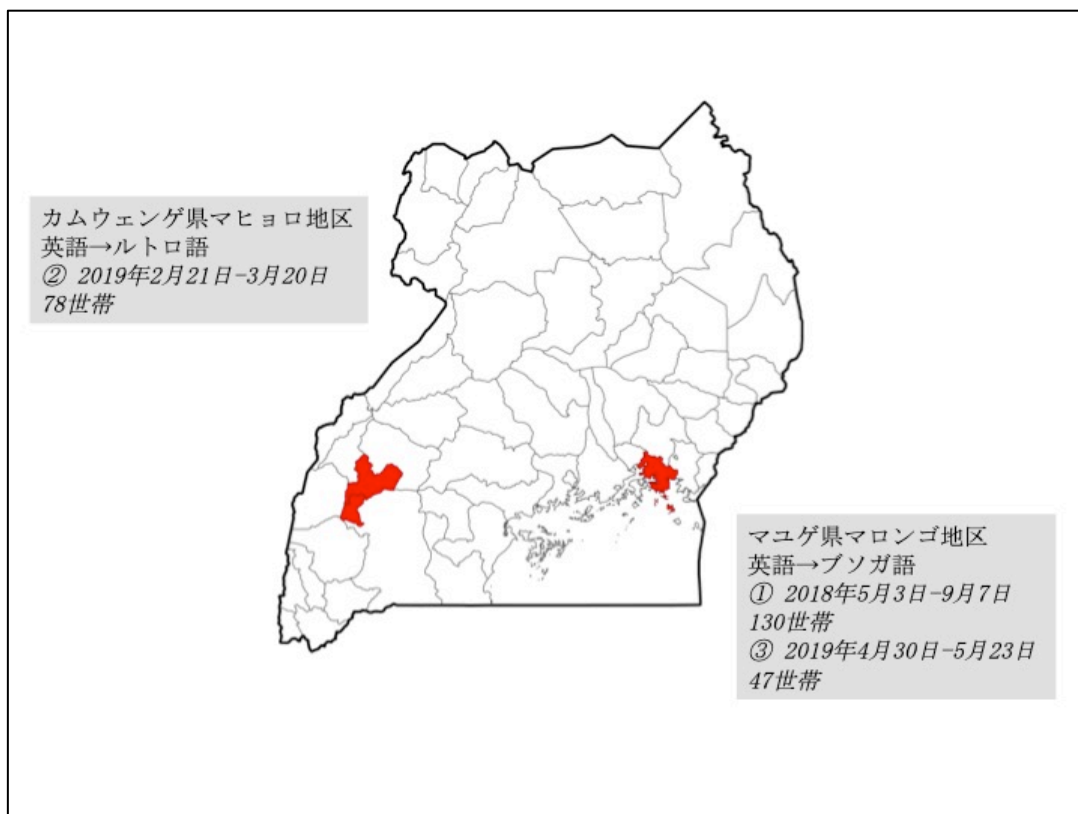 カムウェンゲ県マヒョロ地区
英語→ルトロ語
② 2019年2月21日-3月20日
78世帯
マユゲ県マロンゴ地区
英語→ブソガ語
① 2018年5月3日-9月7日
130世帯
③ 2019年4月30日-5月23日
47世帯